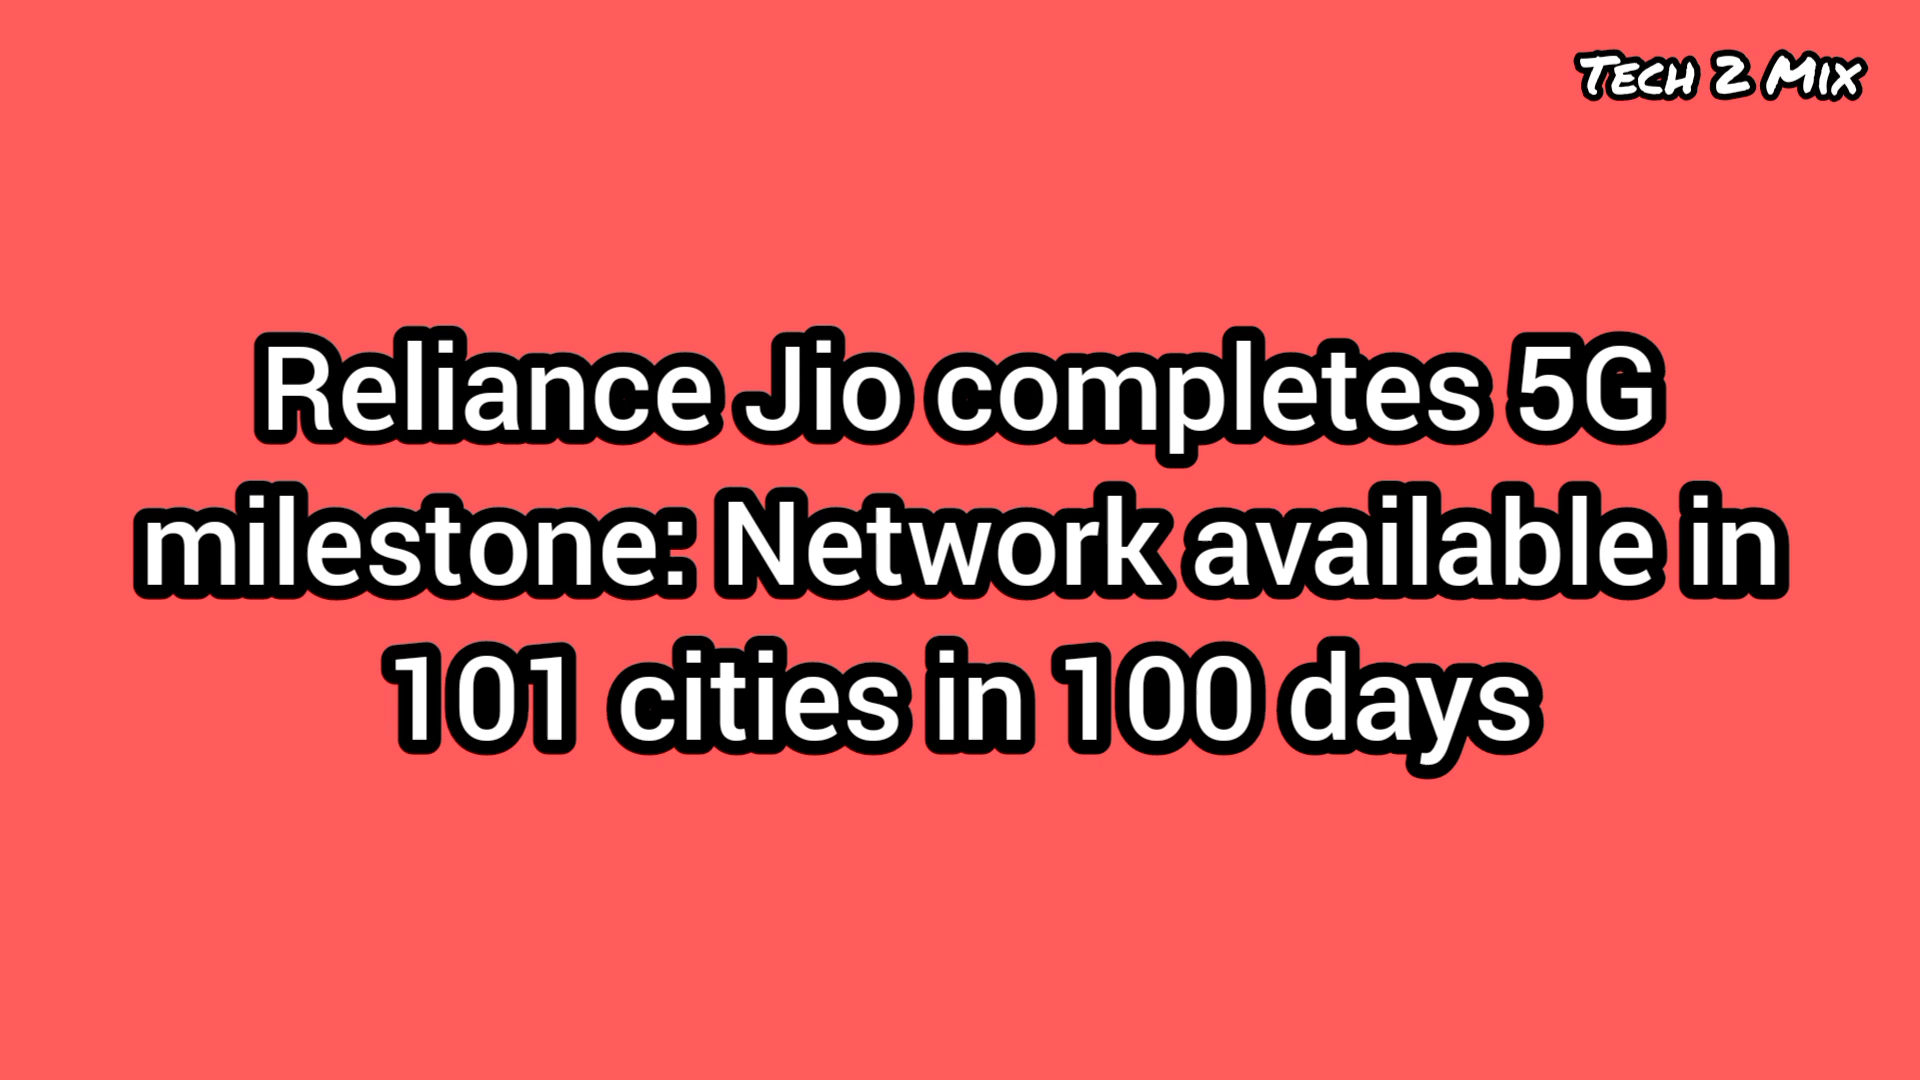 Tech 2 Mix
Reliance Jio completes 5G
milestone: Network available in
101 cities in 100 days